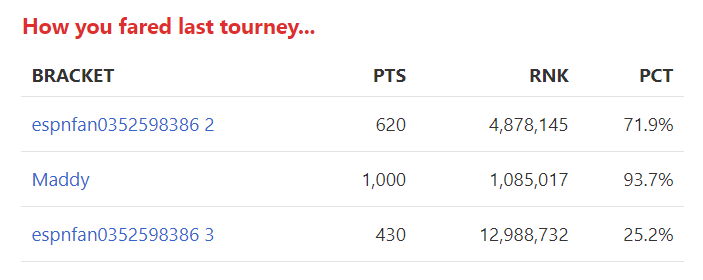 How you fared last tourney...
BRACKET PTS RNK PCT
espnfan0352598386 2 620 4,878,145 71.9%
Maddy 1,000 1,085,017 93.7%
espnfan0352598386 3 430 12,988,732 25.2%